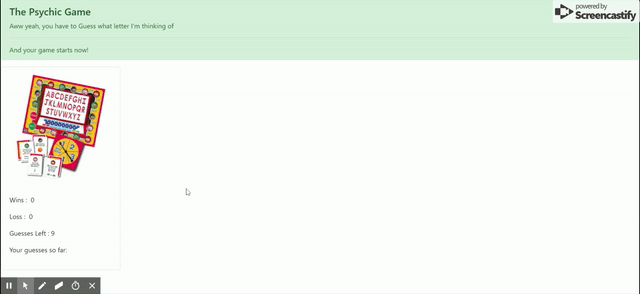 The Psychic Game
Aww yeah, you have to Guess what letter I'm thinking of
And your game starts now!
powered by
Screencastify
ABCDEFGHI
JKLMNOPQR
STUVWXYZ
Wins : 0
Loss : 0
Guesses Left : 9
Your guesses so far: